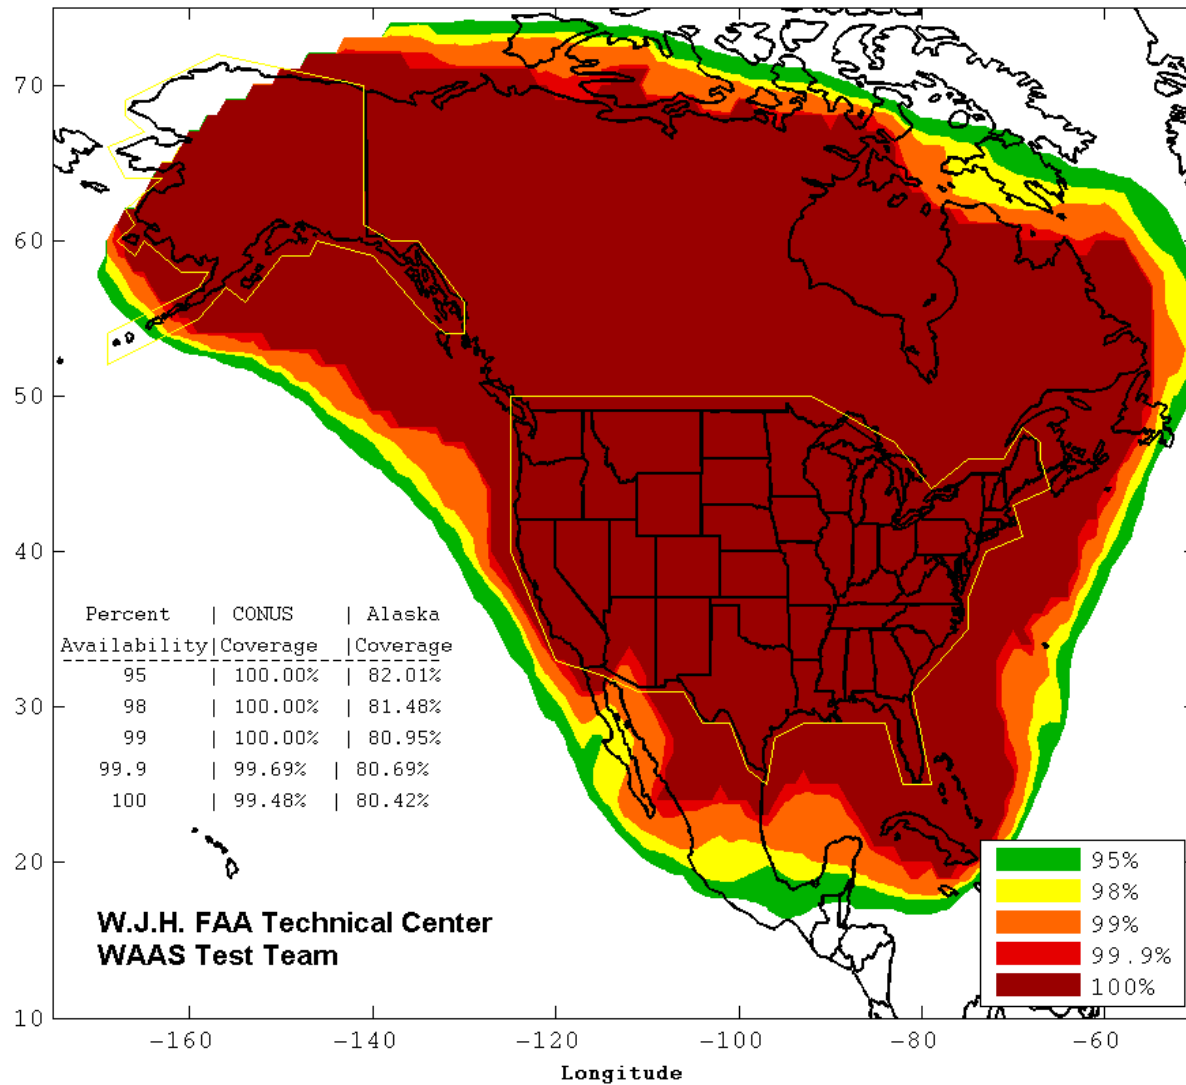 70
60
50
40
30
20
10
Percent | CONUS | Alaska
Availability|Coverage |Coverage
95 | 100.00% | 82.01%
98 | 100.00% | 81.48%
99 | 100.00% | 80.95%
99.9 | 99.69% | 80.69%
100 | 99.48% | 80.42%
W.J.H. FAA Technical Center
WAAS Test Team
95%
98%
99%
99.9%
100%
-160 -140 -120 -100 -80 -60
Longitude